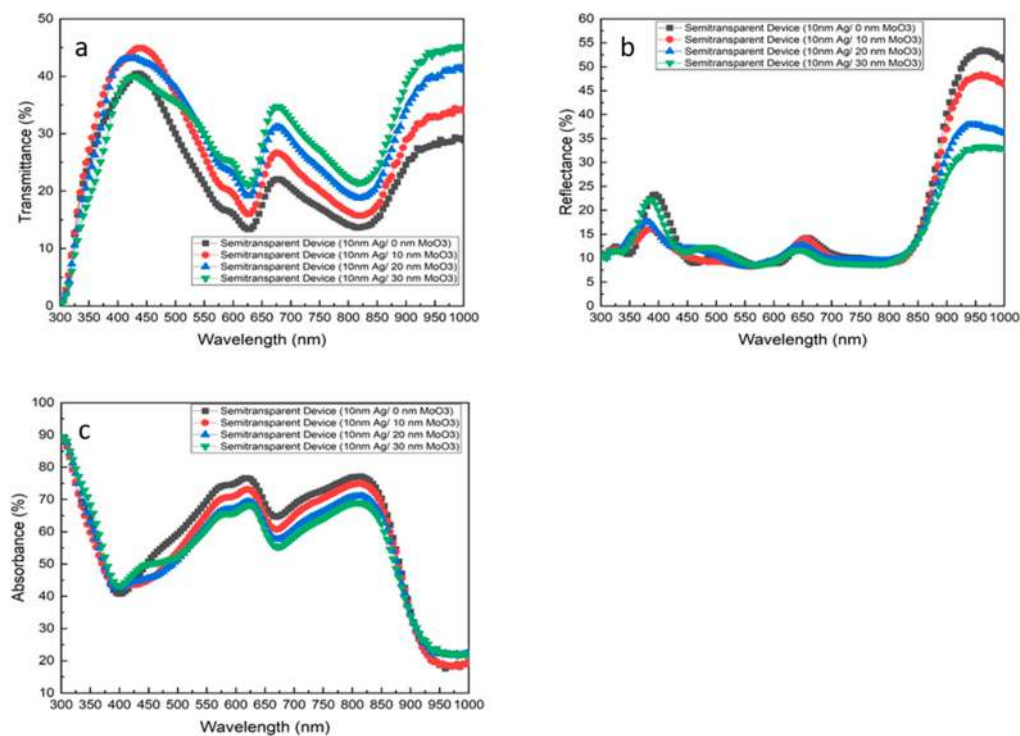 a
50
40
30
20
10
0
Transmittance (%)
Semitransparent Device (10nm Ag/ 0 nm MoO3)
Semitransparent Device (10nm Ag/ 10 nm MoO3)
Semitransparent Device (10nm Ag/ 20 nm MoO3)
Semitransparent Device (10nm Ag/ 30 nm MoO3)
300 350 400 450 500 550 600 650 700 750 800 850 900 950 1000
Wavelength (nm)
b
60
55
50
45
40
35
30
25
20
15
10
5
0
Reflectance (%)
Semitransparent Device (10nm Ag/ 0 nm MoO3)
Semitransparent Device (10nm Ag/ 10 nm MoO3)
Semitransparent Device (10nm Ag/ 20 nm MoO3)
Semitransparent Device (10nm Ag/ 30 nm MoO3)
300 350 400 450 500 550 600 650 700 750 800 850 900 950 1000
Wavelength (nm)
c
100
90
80
70
60
50
40
30
20
10
Absorbance (%)
Semitransparent Device (10nm Ag/ 0 nm MoO3)
Semitransparent Device (10nm Ag/ 10 nm MoO3)
Semitransparent Device (10nm Ag/ 20 nm MoO3)
Semitransparent Device (10nm Ag/ 30 nm MoO3)
300 350 400 450 500 550 600 650 700 750 800 850 900 950 1000
Wavelength (nm)